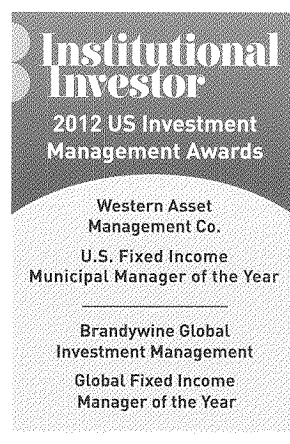 Institutional
Investor
2012 US Investment
Management Awards
Western Asset
Management Co.
U.S. Fixed Income
Municipal Manager of the Year
Brandywine Global
Investment Management
Global Fixed Income
Manager of the Year